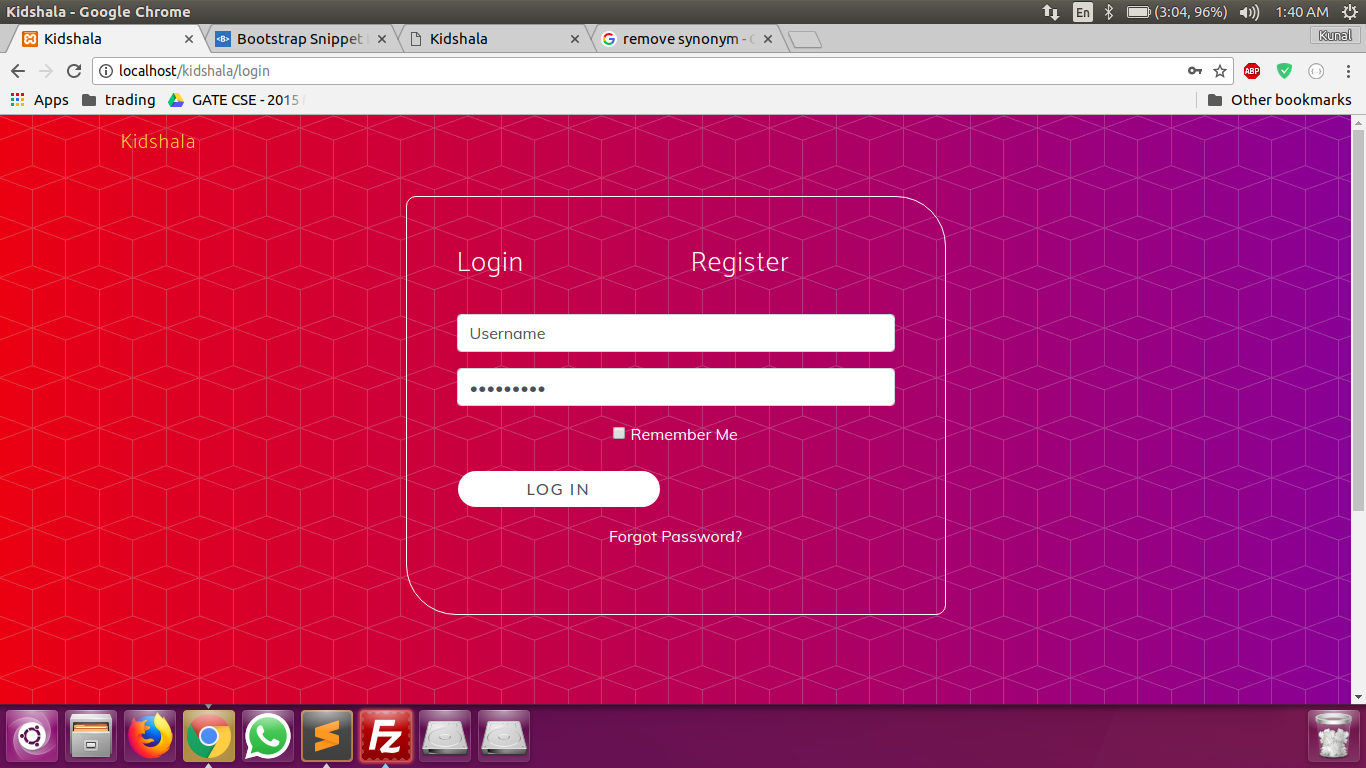 Kidshala - Google Chrome
En
(3:04, 96%)
1:40 AM
Kidshala
Bootstrap Snippet
Kidshala
remove synonym -
Kunal
localhost/kidshala/login
ABP
Apps
trading
GATE CSE - 2015
Other bookmarks
Kidshala
Login
Register
Username
•••••••••
Remember Me
LOG IN
Forgot Password?